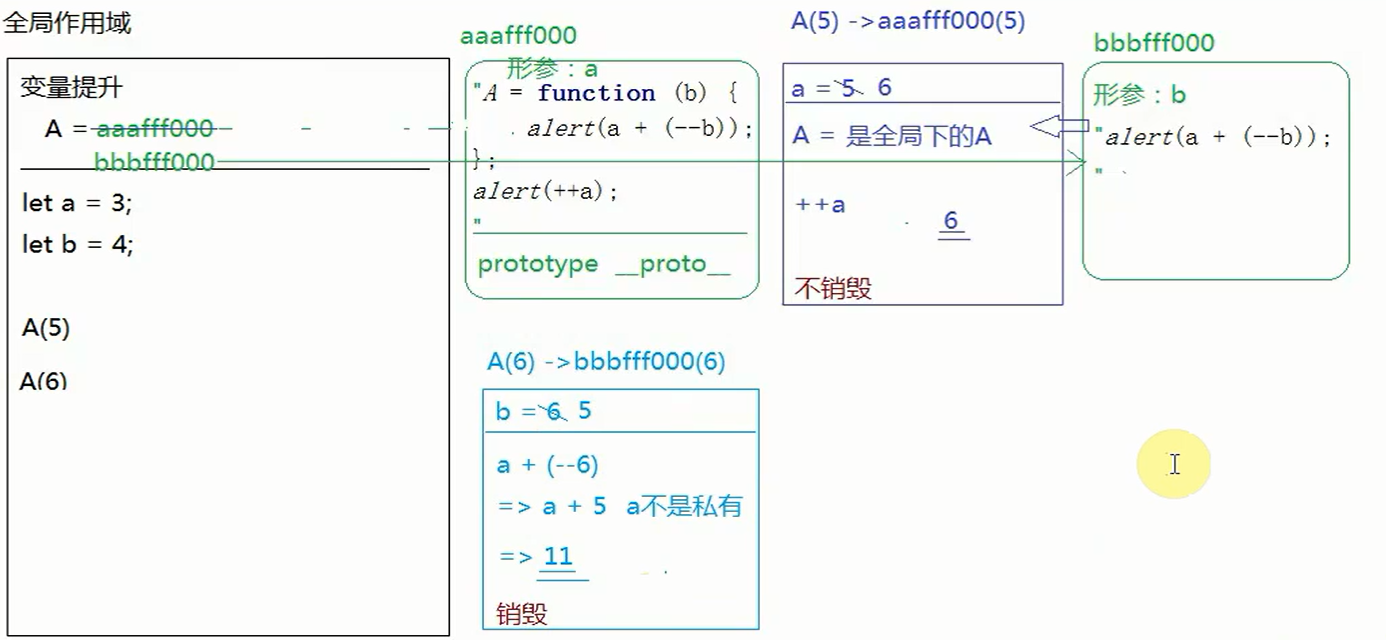 全局作用域
变量提升
A = aaafff000
bbbfff000
let a = 3;
let b = 4;
A(5)
A(6)
aaafff000
形参：a
"A = function (b) {
alert(a + (--b));
};
alert(++a);
"
prototype __proto__
A(5) ->aaafff000(5)
a = 5 6
A = 是全局下的A
++a
6
不销毁
bbbfff000
形参：b
"alert(a + (--b));
"
A(6) ->bbbfff000(6)
b = 6 5
a + (--6)
=> a + 5 a不是私有
=> 11
销毁